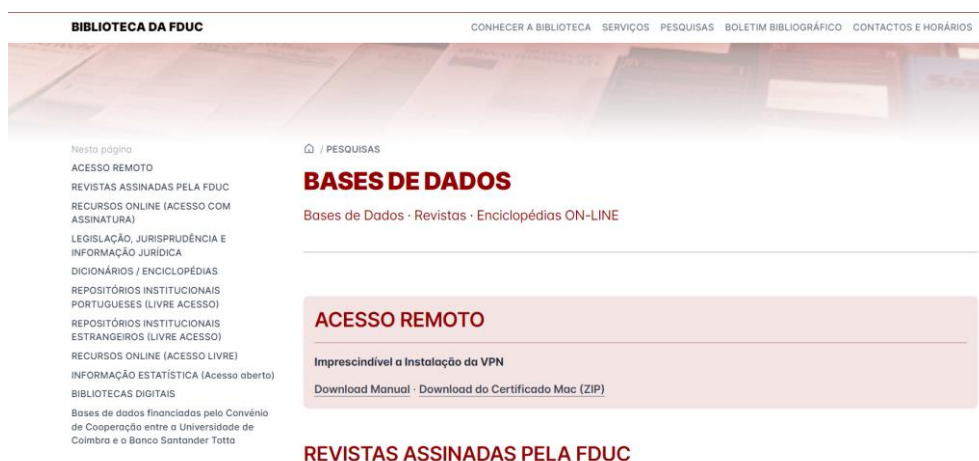 BIBLIOTECA DA FDUC
CONHECER A BIBLIOTECA SERVIÇOS PESQUISAS BOLETIM BIBLIOGRÁFICO CONTACTOS E HORÁRIOS
Nesta página
ACESSO REMOTO
REVISTAS ASSINADAS PELA FDUC
RECURSOS ONLINE (ACESSO COM
ASSINATURA)
LEGISLAÇÃO, JURISPRUDÊNCIA E
INFORMAÇÃO JURÍDICA
DICIONÁRIOS / ENCICLOPÉDIAS
REPOSITÓRIOS INSTITUCIONAIS
PORTUGUESES (LIVRE ACESSO)
REPOSITÓRIOS INSTITUCIONAIS
ESTRANGEIROS (LIVRE ACESSO)
RECURSOS ONLINE (ACESSO LIVRE)
INFORMAÇÃO ESTATÍSTICA (Acesso aberto)
BIBLIOTECAS DIGITAIS
Bases de dados financiadas pelo Convénio
de Cooperação entre a Universidade de
Coimbra e o Banco Santander Totta
/ PESQUISAS
BASES DE DADOS
Bases de Dados · Revistas · Enciclopédias ON-LINE
ACESSO REMOTO
Imprescindível a Instalação da VPN
Download Manual · Download do Certificado Mac (ZIP)
REVISTAS ASSINADAS PELA FDUC